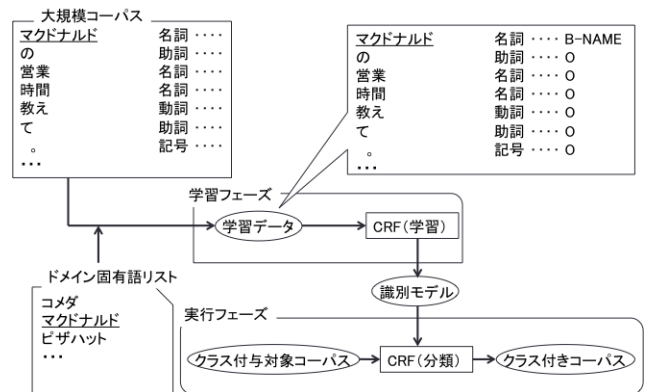 大規模コーパス
マクドナルド 名詞 ････
の 助詞 ････
営業 名詞 ････
時間 名詞 ････
教え 動詞 ････
て 助詞 ････
。 記号 ････
･･･
マクドナルド 名詞 ････ B-NAME
の 助詞 ････ O
営業 名詞 ････ O
時間 名詞 ････ O
教え 動詞 ････ O
て 助詞 ････ O
。 記号 ････ O
･･･
学習フェーズ
学習データ
CRF(学習)
ドメイン固有語リスト
コメダ
マクドナルド
ピザハット
･･･
識別モデル
実行フェーズ
クラス付与対象コーパス
CRF(分類)
クラス付きコーパス